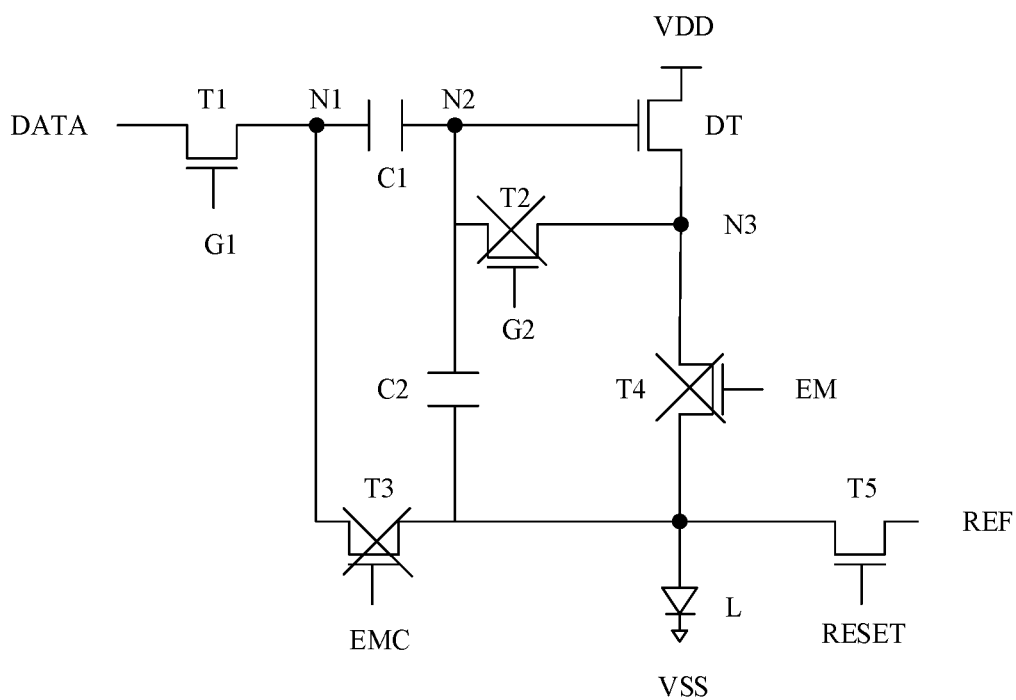 VDD
T1
N1
N2
DATA
DT
C1
T2
G1
N3
G2
C2
T4
EM
T3
T5
REF
L
EMC
RESET
VSS